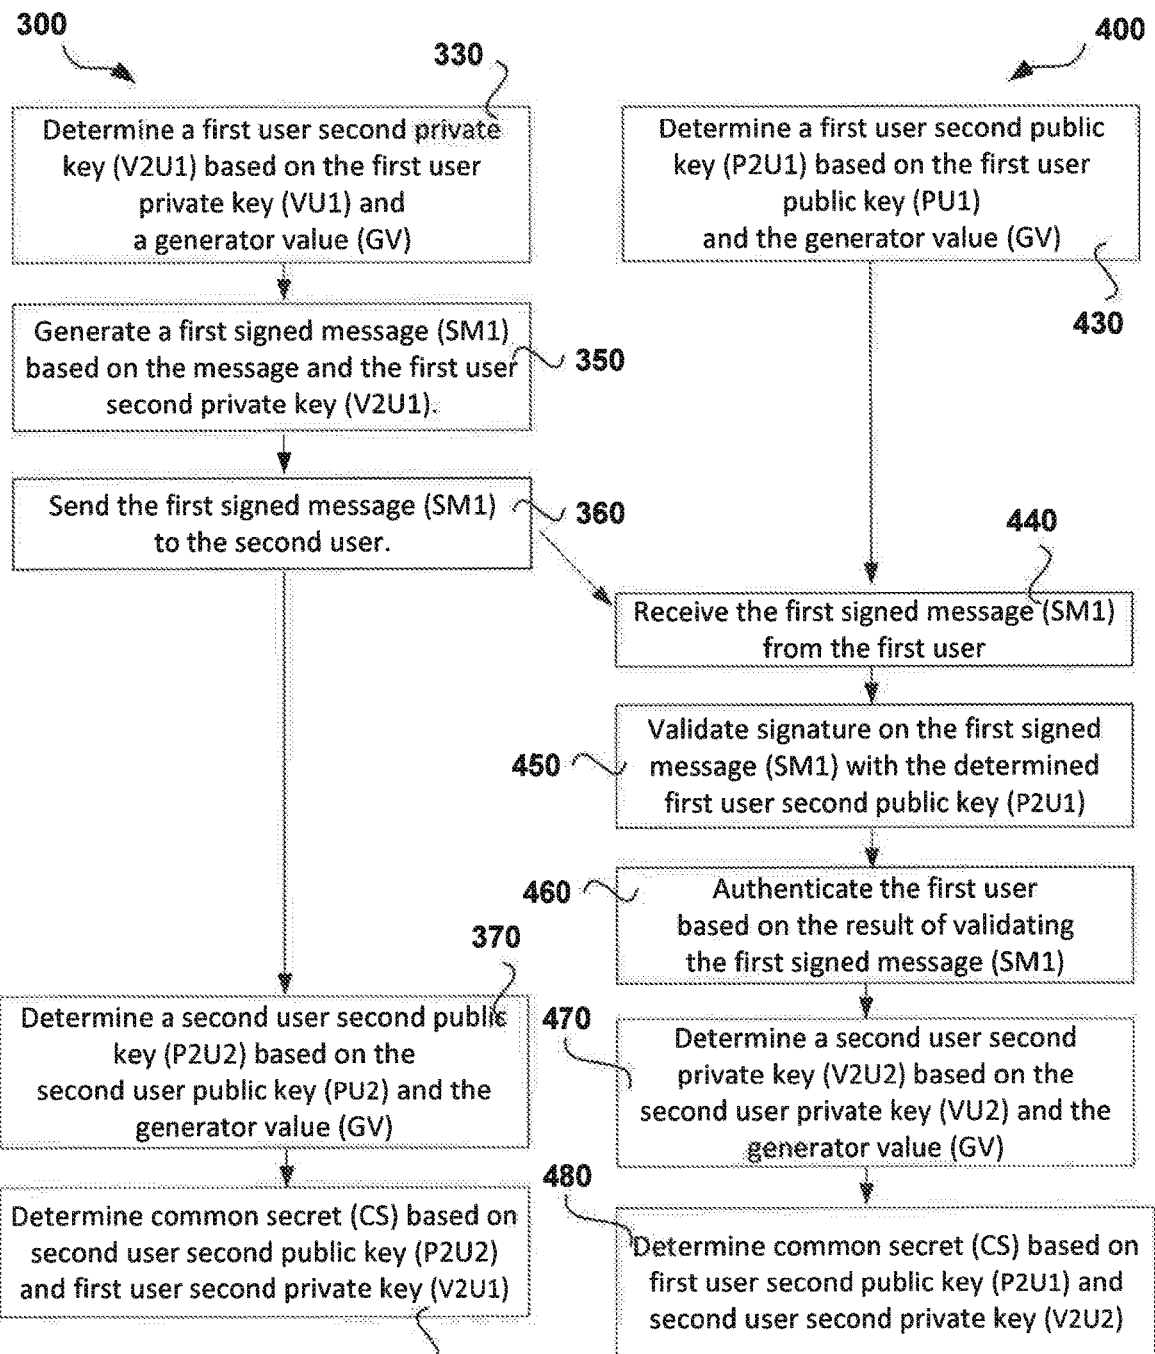 300
330
Determine a first user second private
key (V2U1) based on the first user
private key (VU1) and
a generator value (GV)
Generate a first signed message (SM1)
based on the message and the first user
second private key (V2U1).
350
Send the first signed message (SM1)
to the second user.
360
370
Determine a second user second public
key (P2U2) based on the
second user public key (PU2) and the
generator value (GV)
Determine common secret (CS) based on
second user second public key (P2U2)
and first user second private key (V2U1)
400
Determine a first user second public
key (P2U1) based on the first user
public key (PU1)
and the generator value (GV)
430
440
Receive the first signed message (SM1)
from the first user
450
Validate signature on the first signed
message (SM1) with the determined
first user second public key (P2U1)
460
Authenticate the first user
based on the result of validating
the first signed message (SM1)
470
Determine a second user second
private key (V2U2) based on the
second user private key (VU2) and the
generator value (GV)
480
Determine common secret (CS) based on
first user second public key (P2U1) and
second user second private key (V2U2)